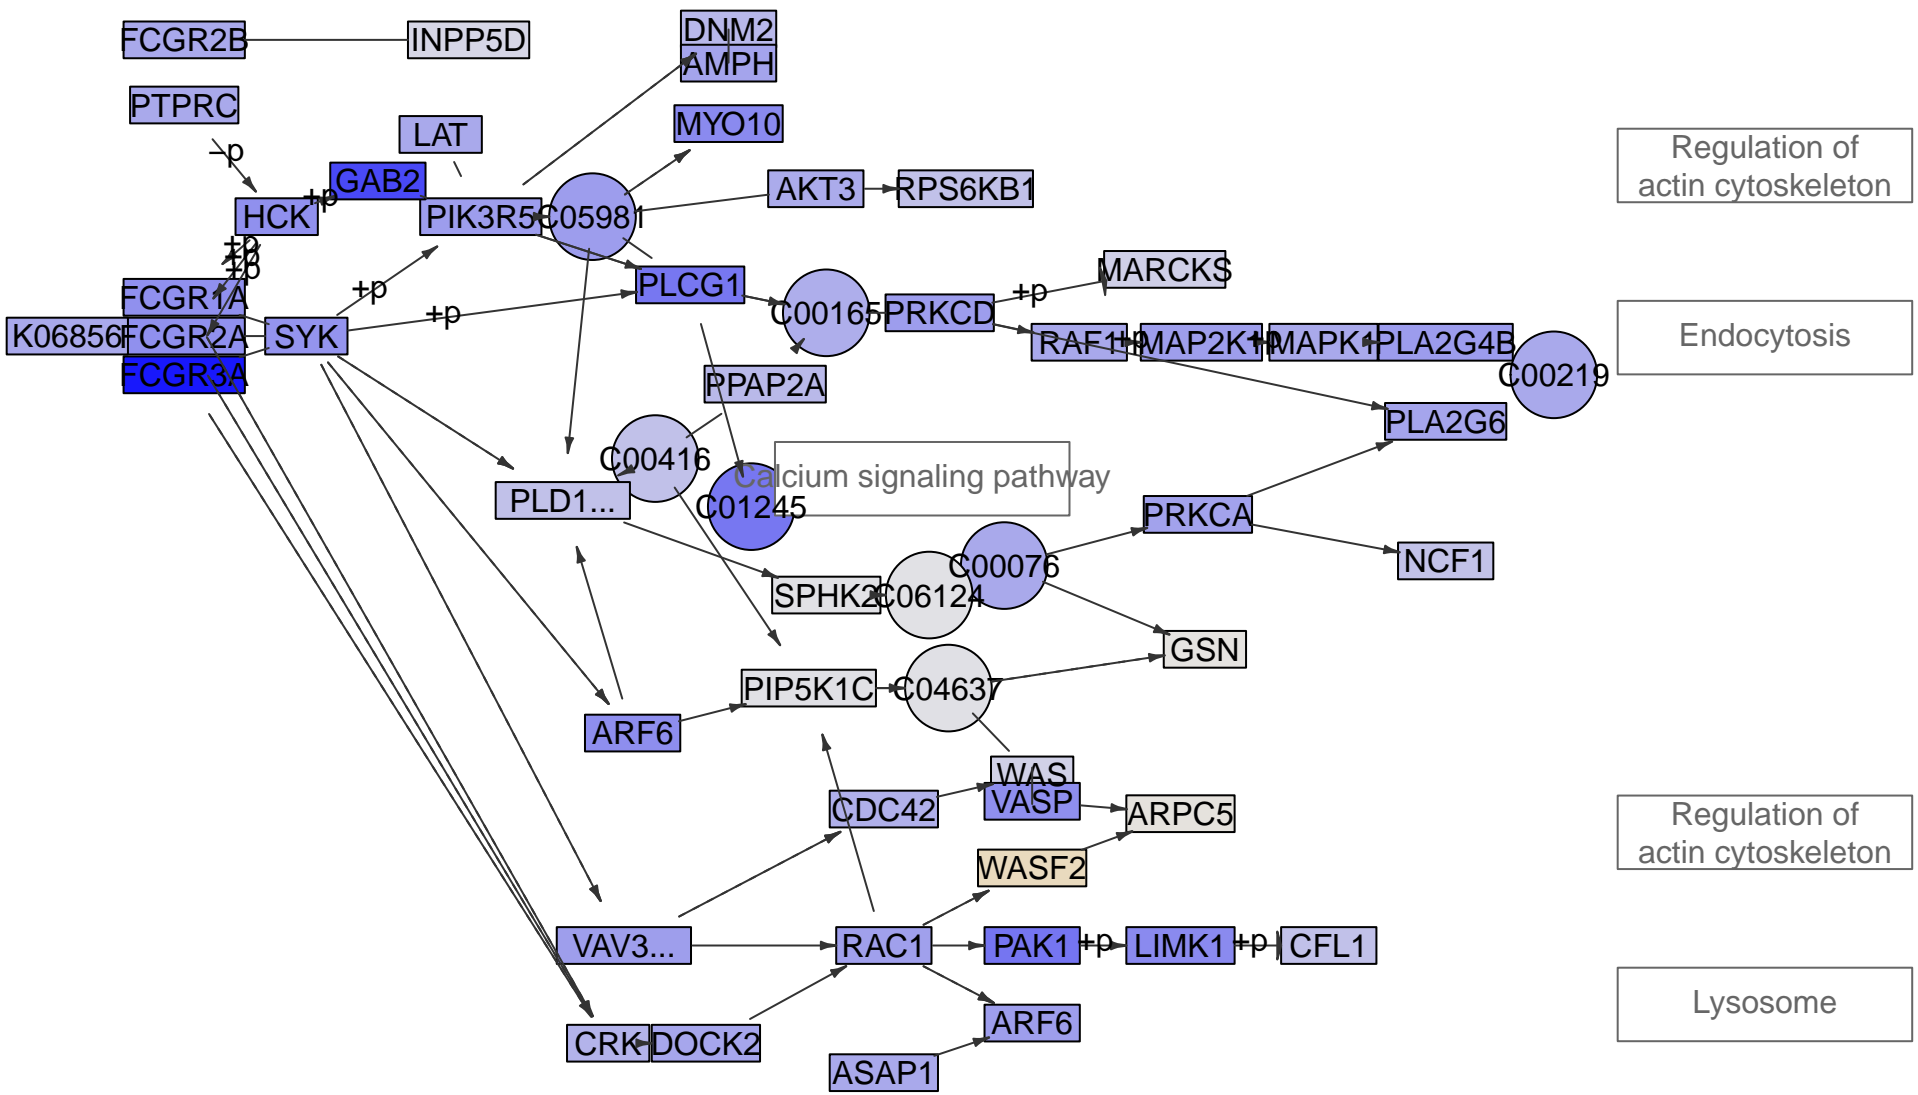 DNM2
FCGR2B
INPP5D
AMPH
PTPRC
MYO10
LAT
Regulation of
actin cytoskeleton
–p
GAB2
+p
AKT3
RPS6KB1
HCK
PIK3R5
C05981
+p
+p
+p
MARCKS
FCGR1A
+p
PLCG1
+p
C00165
PRKCD
+p
K06856
FCGR2A
SYK
RAF1
+p
MAP2K1
+p
MAPK1
PLA2G4B
Endocytosis
FCGR3A
PPAP2A
C00219
PLA2G6
C00416
Calcium signaling pathway
PLD1...
C01245
PRKCA
C00076
NCF1
SPHK2
C06124
GSN
PIP5K1C
C04637
ARF6
WAS
VASP
CDC42
ARPC5
Regulation of
actin cytoskeleton
WASF2
VAV3...
RAC1
PAK1
+p
LIMK1
+p
CFL1
Lysosome
ARF6
CRK
DOCK2
ASAP1